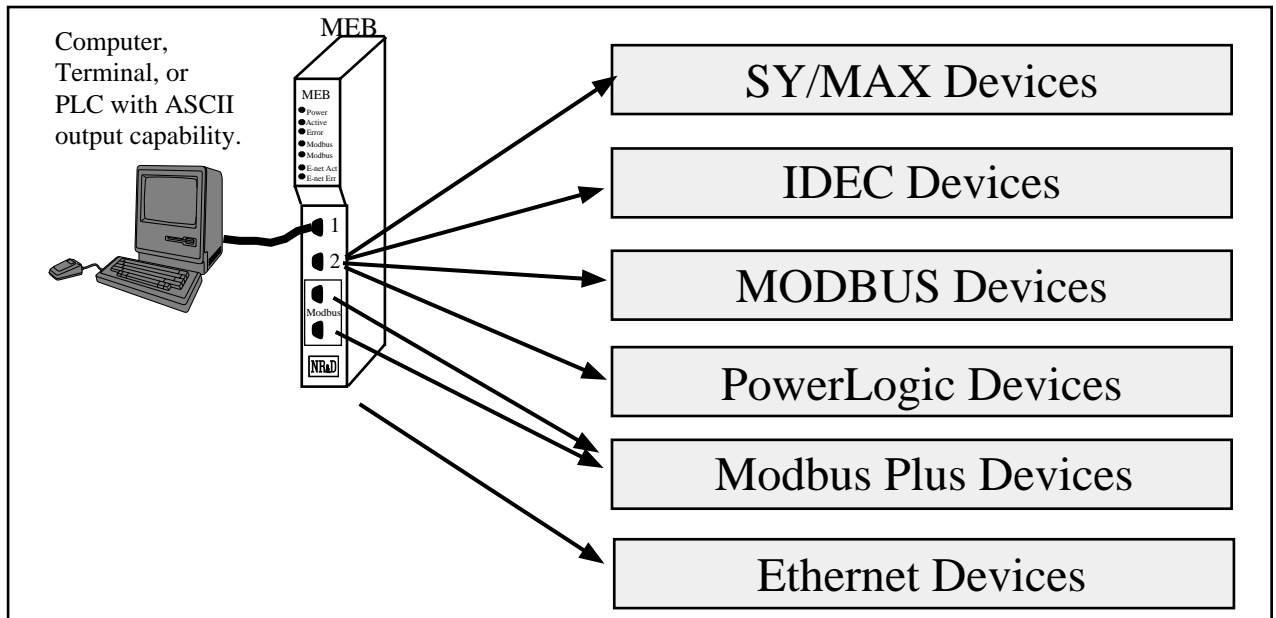 MEB
Computer,
Terminal, or
PLC with ASCII
output capability.
MEB
Power
Active
Error
Modbus
Modbus
E-net Act
E-net Err
1
2
Modbus
NR&D
SY/MAX Devices
IDEC Devices
MODBUS Devices
PowerLogic Devices
Modbus Plus Devices
Ethernet Devices